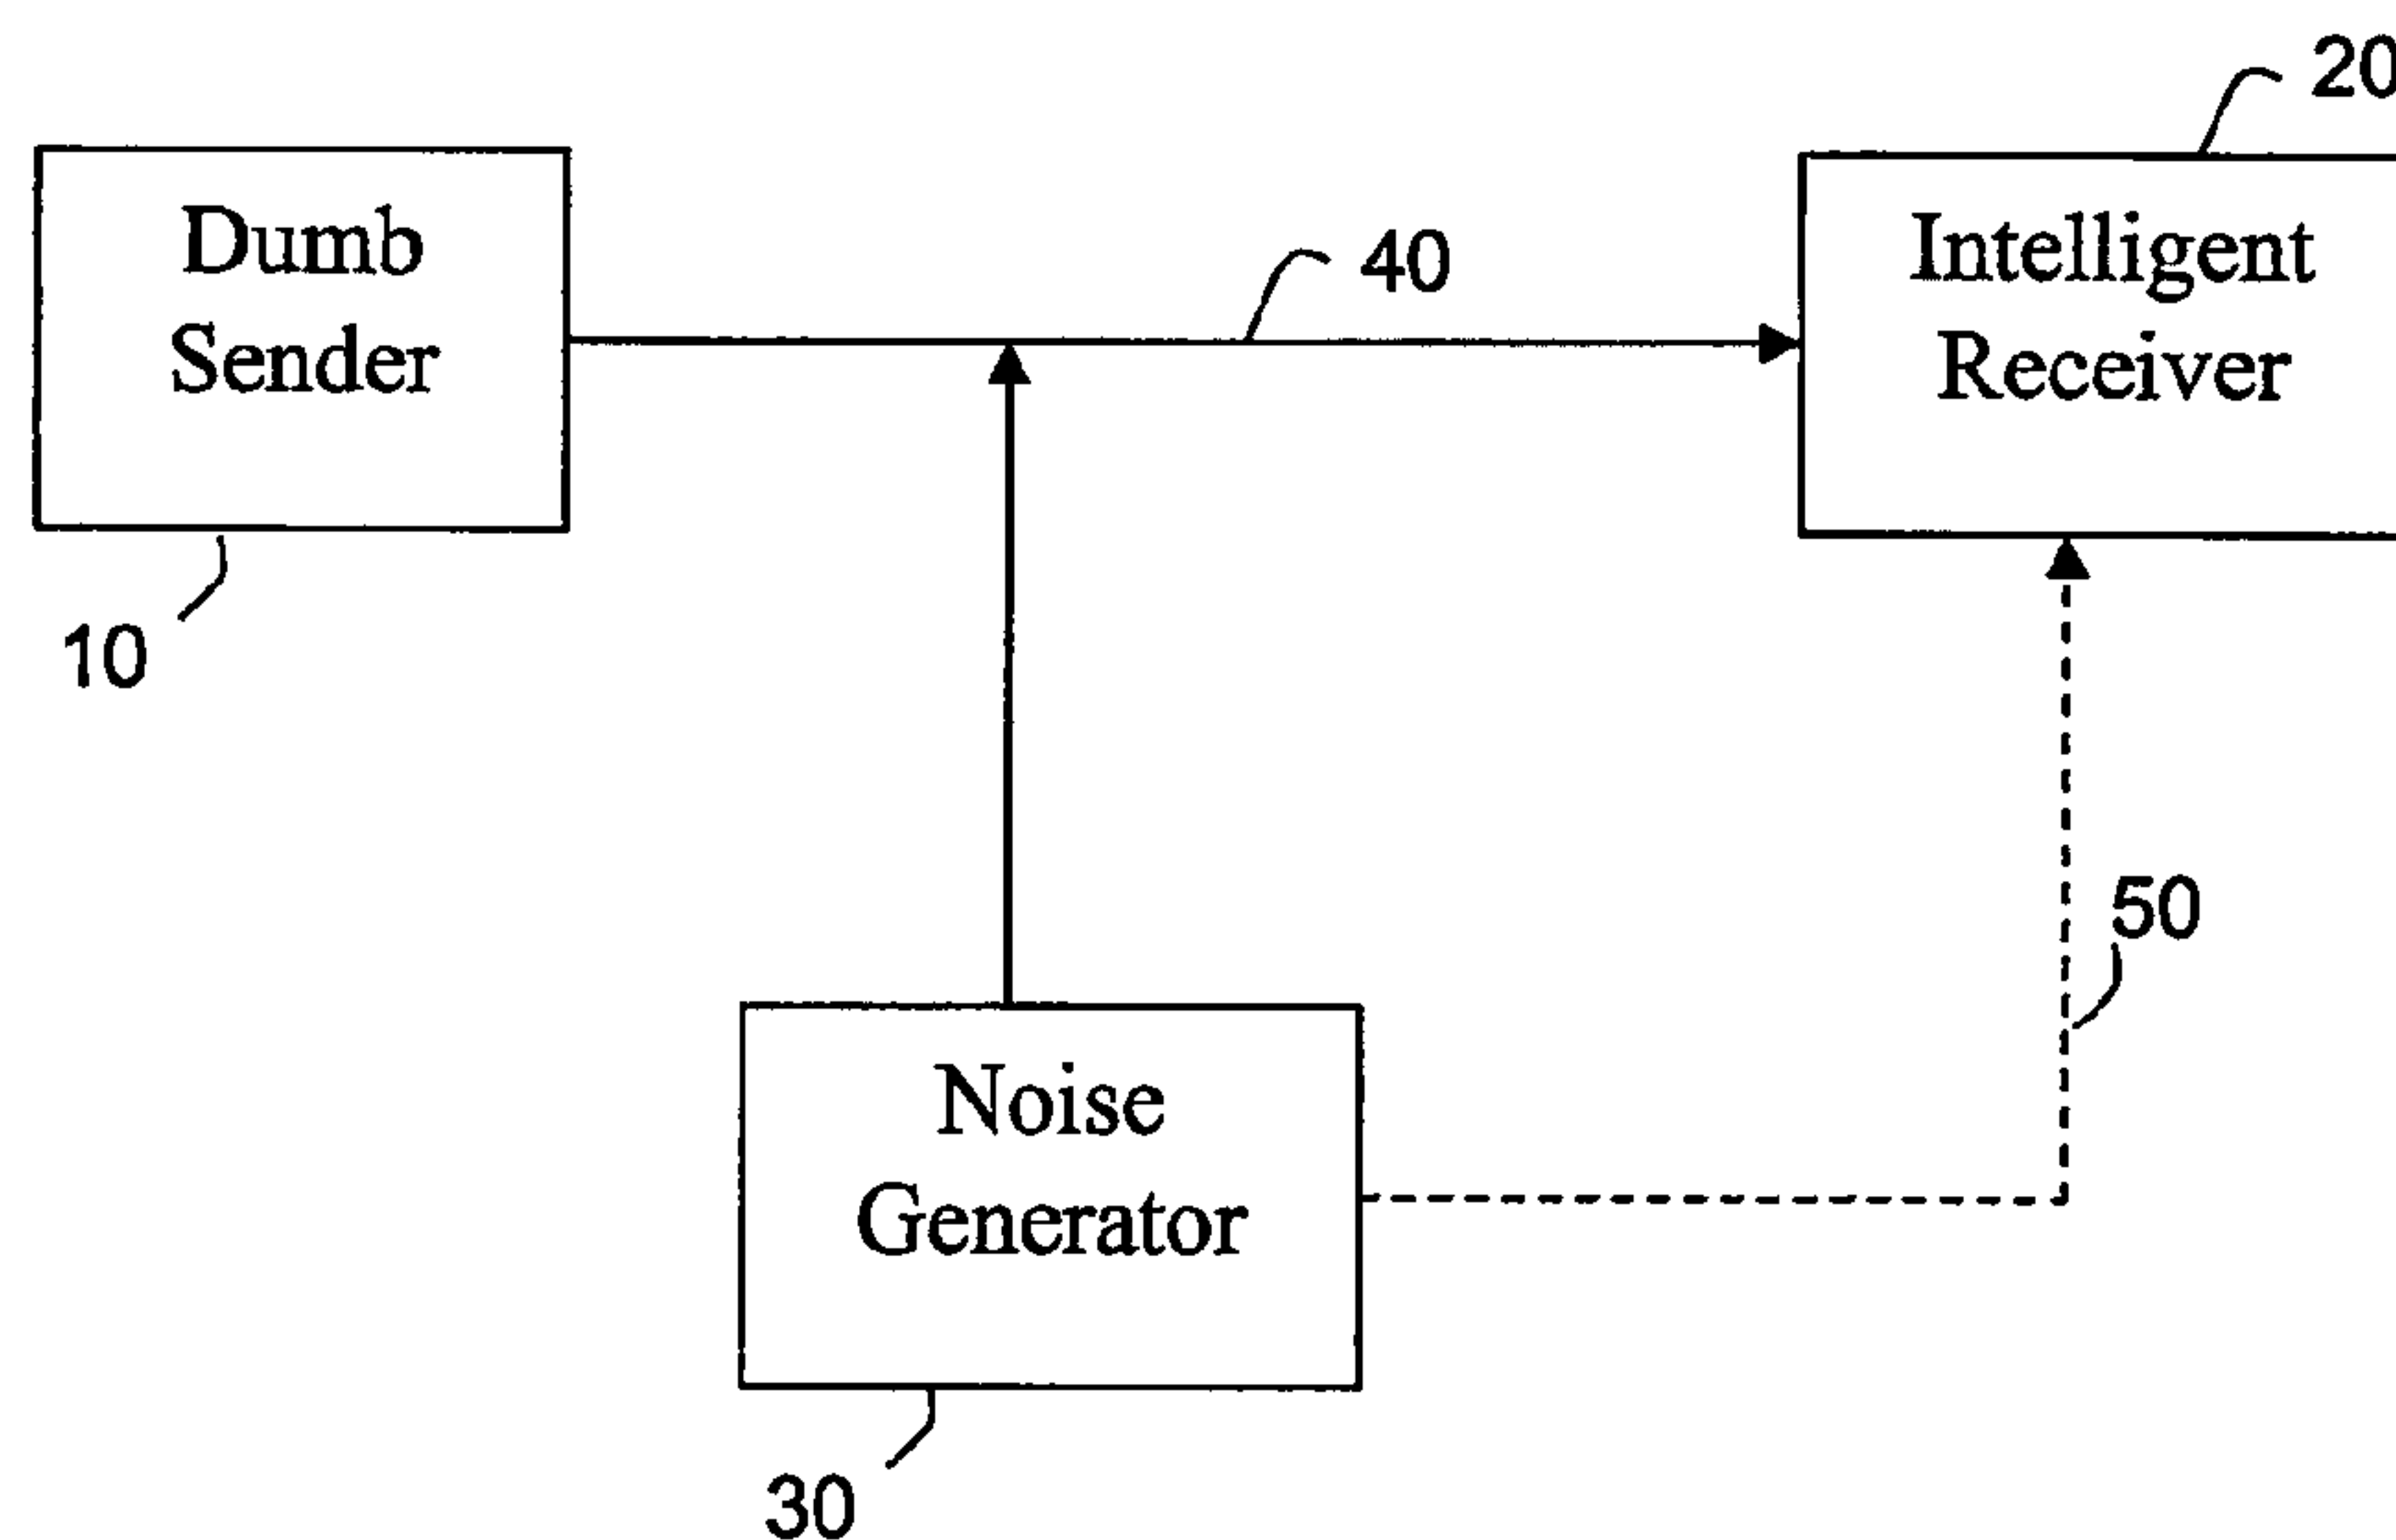 20
Dumb
Sender
40
Intelligent
Receiver
10
50
Noise
Generator
30